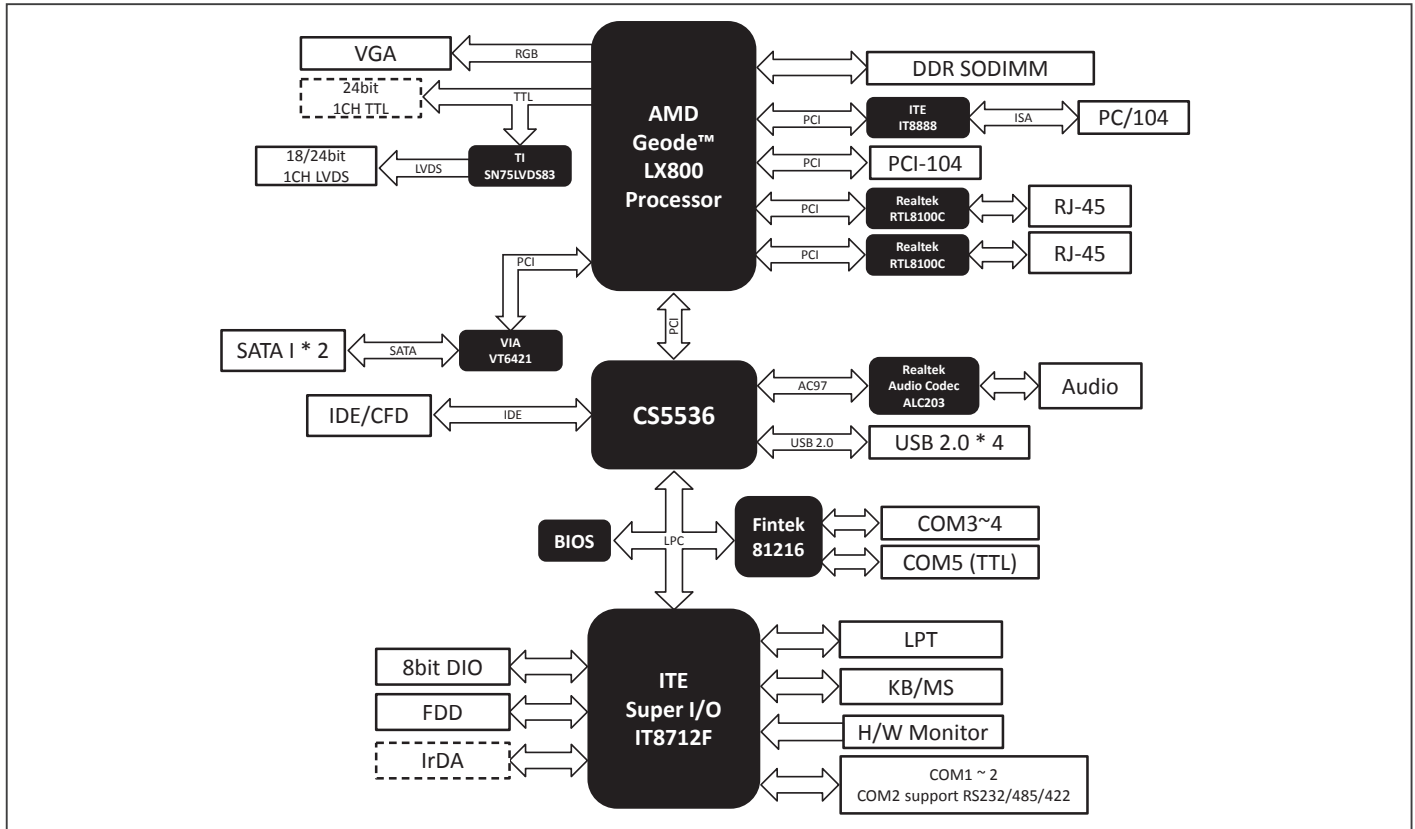 VGA
RGB
24bit
1CH TTL
TTL
18/24bit
1CH LVDS
LVDS
TI
SN75LVDS83
AMD
Geode™
LX800
Processor
DDR SODIMM
PCI
ITE
IT8888
ISA
PC/104
PCI
PCI-104
PCI
Realtek
RTL8100C
RJ-45
PCI
Realtek
RTL8100C
RJ-45
PCI
PCI
SATA I * 2
SATA
VIA
VT6421
IDE/CFD
IDE
CS5536
AC97
Realtek
Audio Codec
ALC203
Audio
USB 2.0
USB 2.0 * 4
BIOS
LPC
Fintek
81216
COM3~4
COM5 (TTL)
8bit DIO
FDD
IrDA
ITE
Super I/O
IT8712F
LPT
KB/MS
H/W Monitor
COM1 ~ 2
COM2 support RS232/485/422